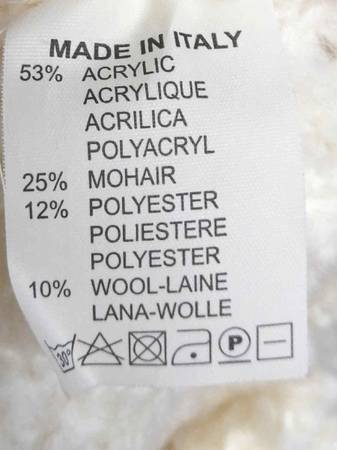 MADE IN ITALY
53% ACRYLIC
ACRYLIQUE
ACRILICA
POLYACRYL
25% MOHAIR
12% POLYESTER
POLIESTERE
POLYESTER
10% WOOL-LAINE
LANA-WOLLE
30° P